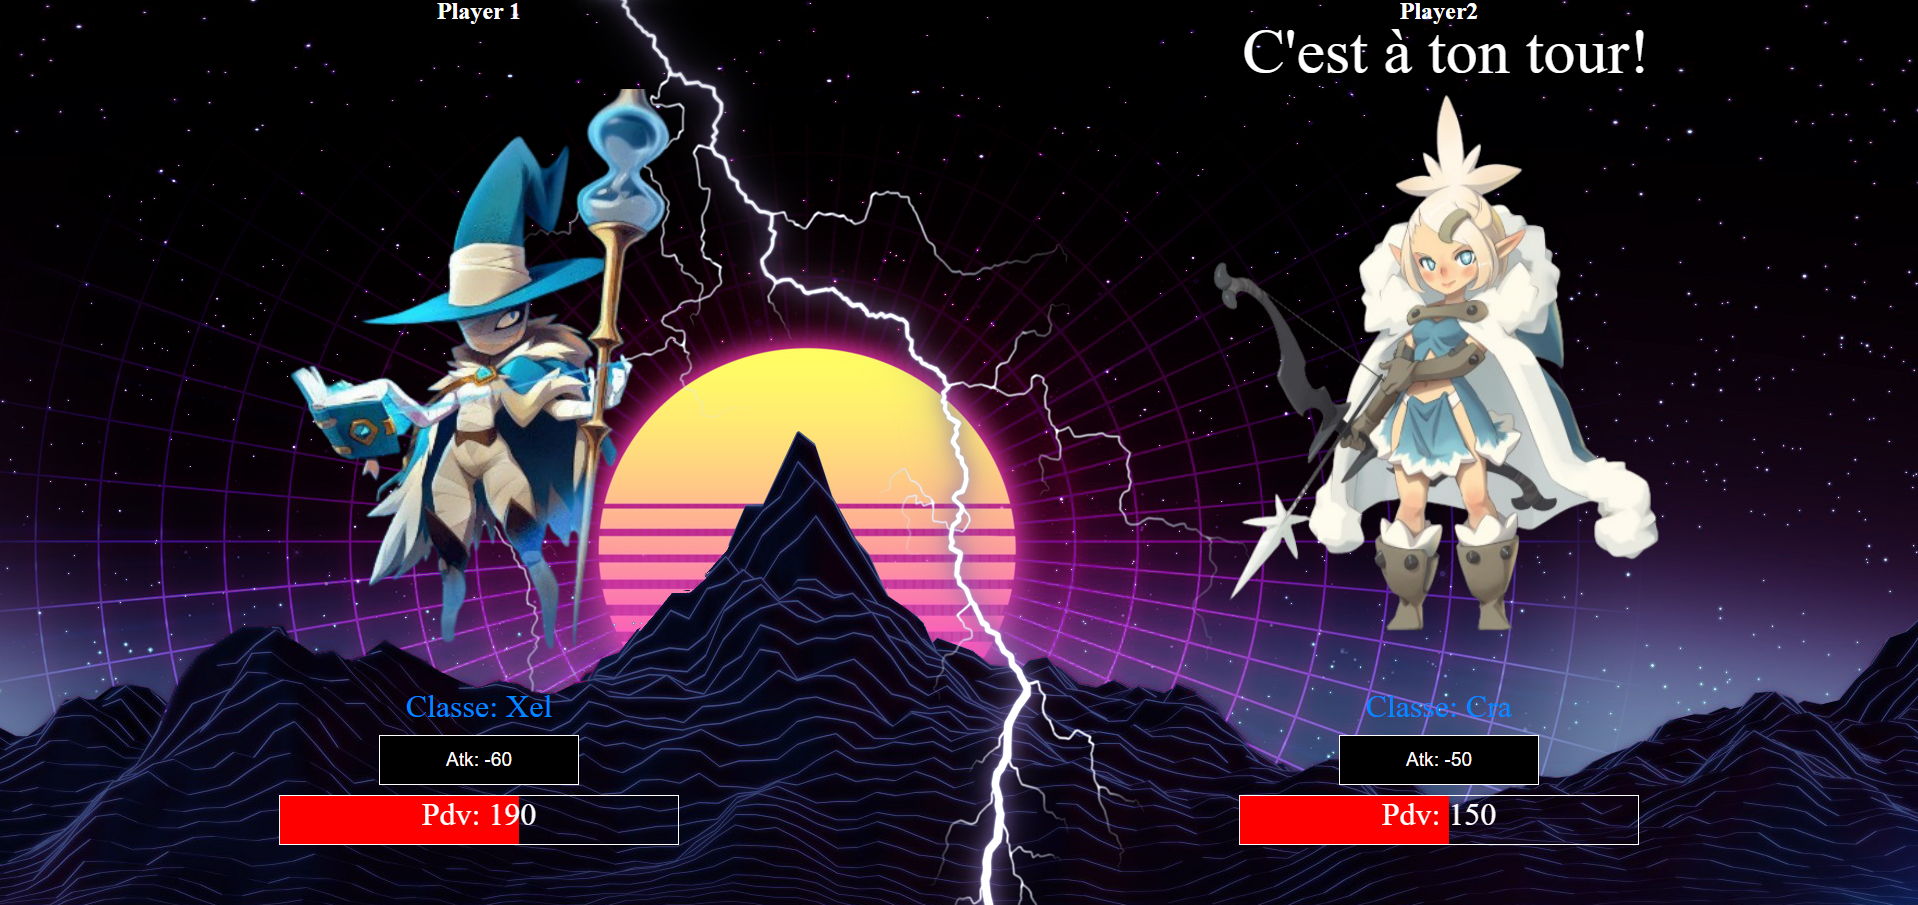 Player 1
Classe: Xel
Atk: -60
Pdv: 190
Player2
C'est à ton tour!
Classe: Cra
Atk: -50
Pdv: 150